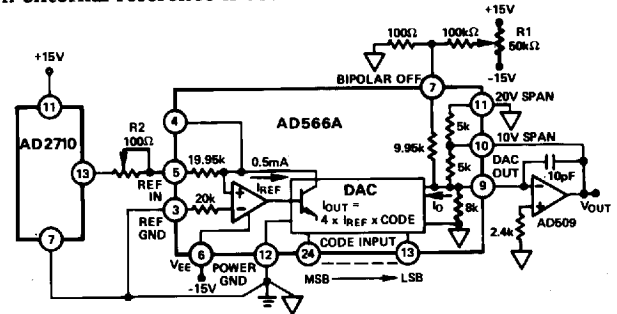 100Ω 100kΩ +15V
R1
50kΩ
-15V
+15V
BIPOLAR OFF 7
20V SPAN
11
11
4
AD566A
5k
10V SPAN
10
AD2710
R2
100Ω
9.95k
5k
DAC
OUT
10pF
13
5
19.95k
0.5mA
REF
IN
IREF
DAC
IOUT =
4 x IREF x CODE
IO
9
8k
VOUT
AD509
3
20k
REF
GND
2.4k
CODE INPUT
7
6
12
24
13
VEE
-15V
POWER
GND
MSB LSB